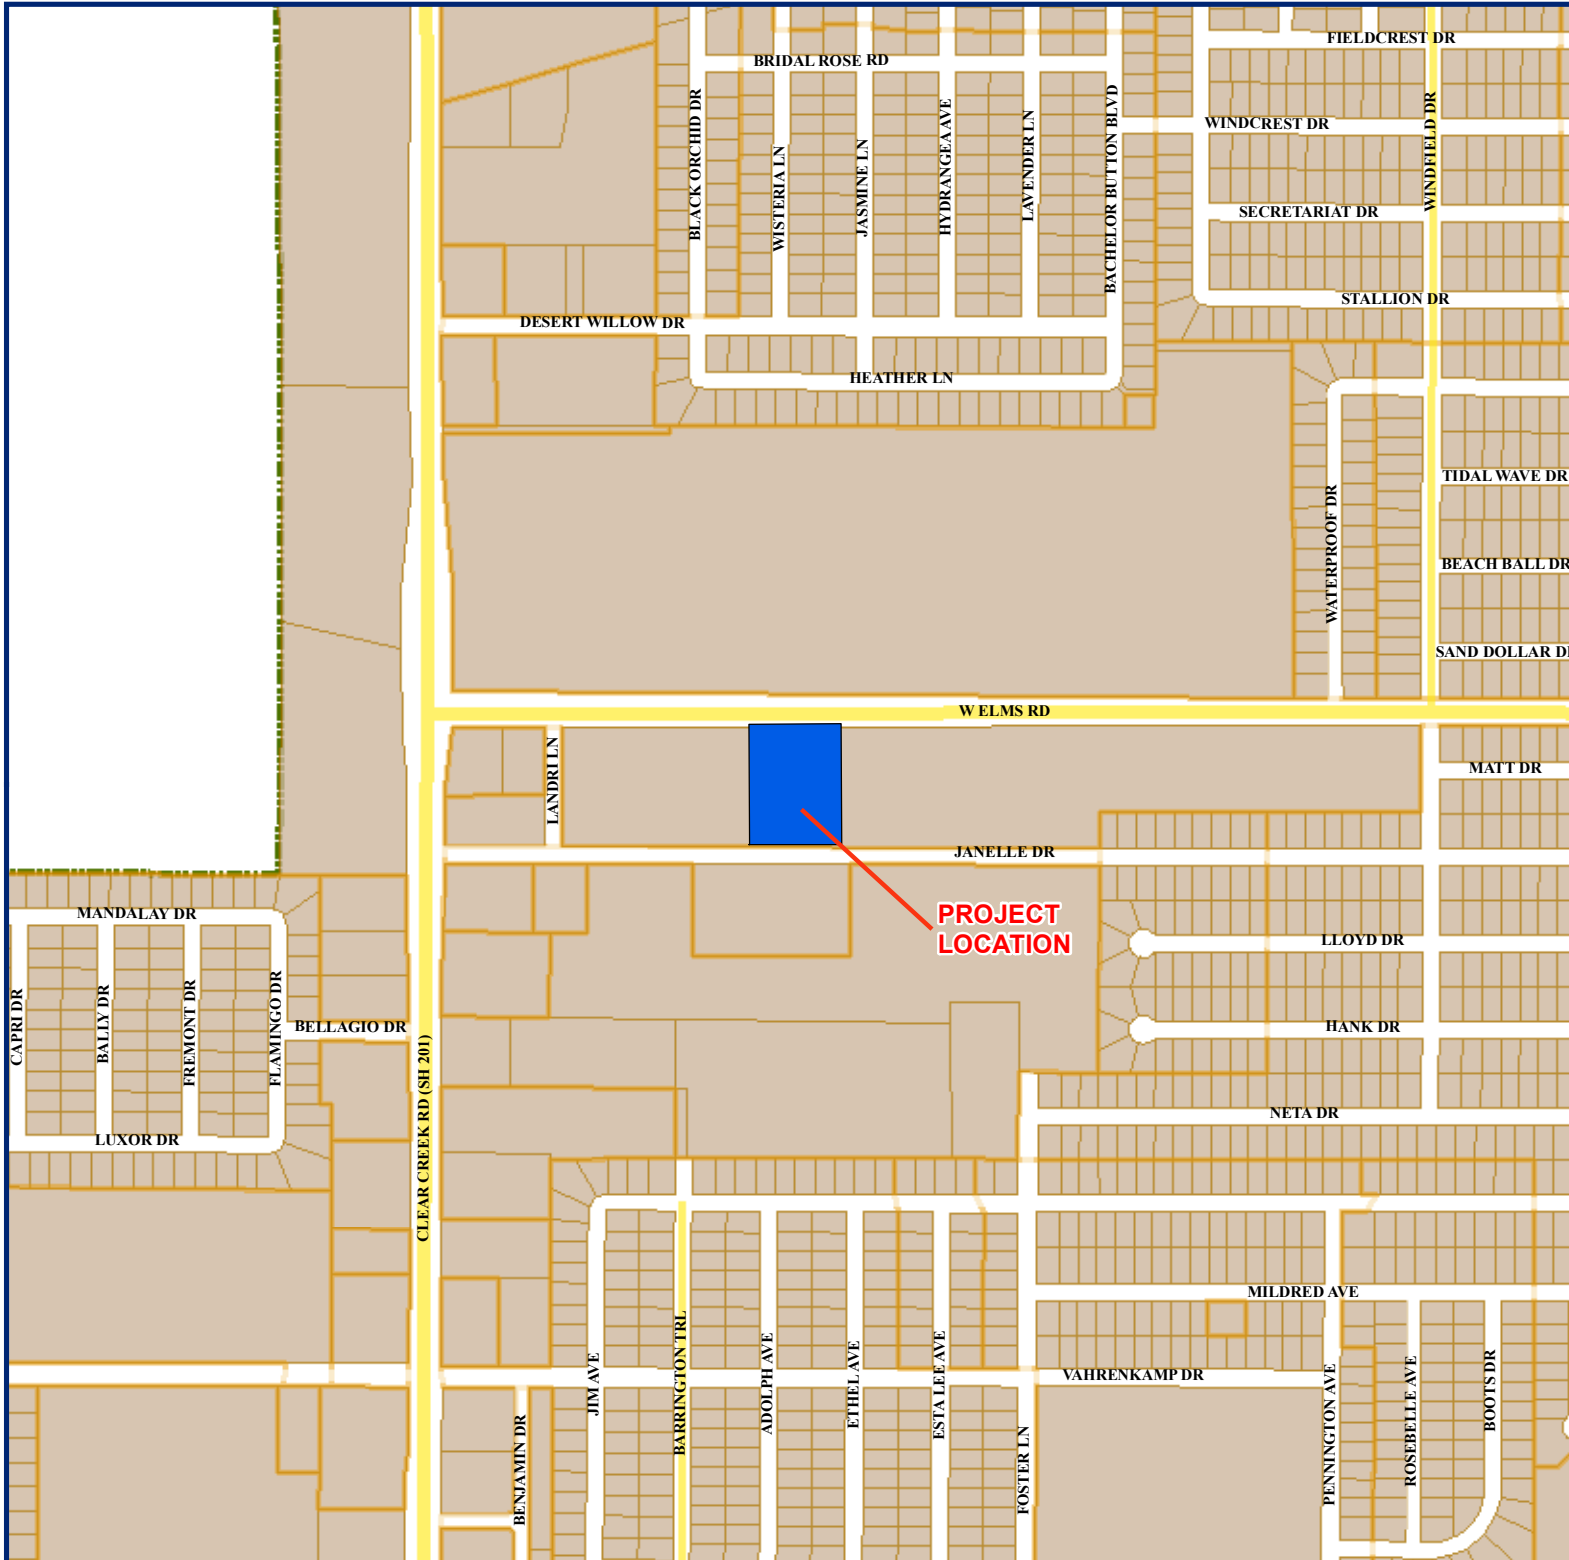 FIELDCREST DR
BRIDAL ROSE RD
BLACK ORCHID DR
WISTERIA LN
JASMINE LN
HYDRANGEA AVE
LAVENDER LN
BACHELOR BUTTON BLVD
WINDCREST DR
WINDFIELD DR
SECRETARIAT DR
STALLION DR
DESERT WILLOW DR
HEATHER LN
TIDAL WAVE DR
WATERPROOF DR
BEACH BALL DR
SAND DOLLAR D
W ELMS RD
LANDRI LN
MATT DR
JANELLE DR
PROJECT
LOCATION
MANDALAY DR
LLOYD DR
CAPRI DR
BALLY DR
FREMONT DR
FLAMINGO DR
BELLAGIO DR
HANK DR
CLEAR CREEK RD (SH 201)
NETA DR
LUXOR DR
MILDRED AVE
JIM AVE
BARRINGTON TRL
ADOLPH AVE
ETHEL AVE
ESTA LEE AVE
VAHRENKAMP DR
BENJAMIN DR
FOSTER LN
PENNINGTON AVE
ROSEBELLE AVE
BOOTS DR